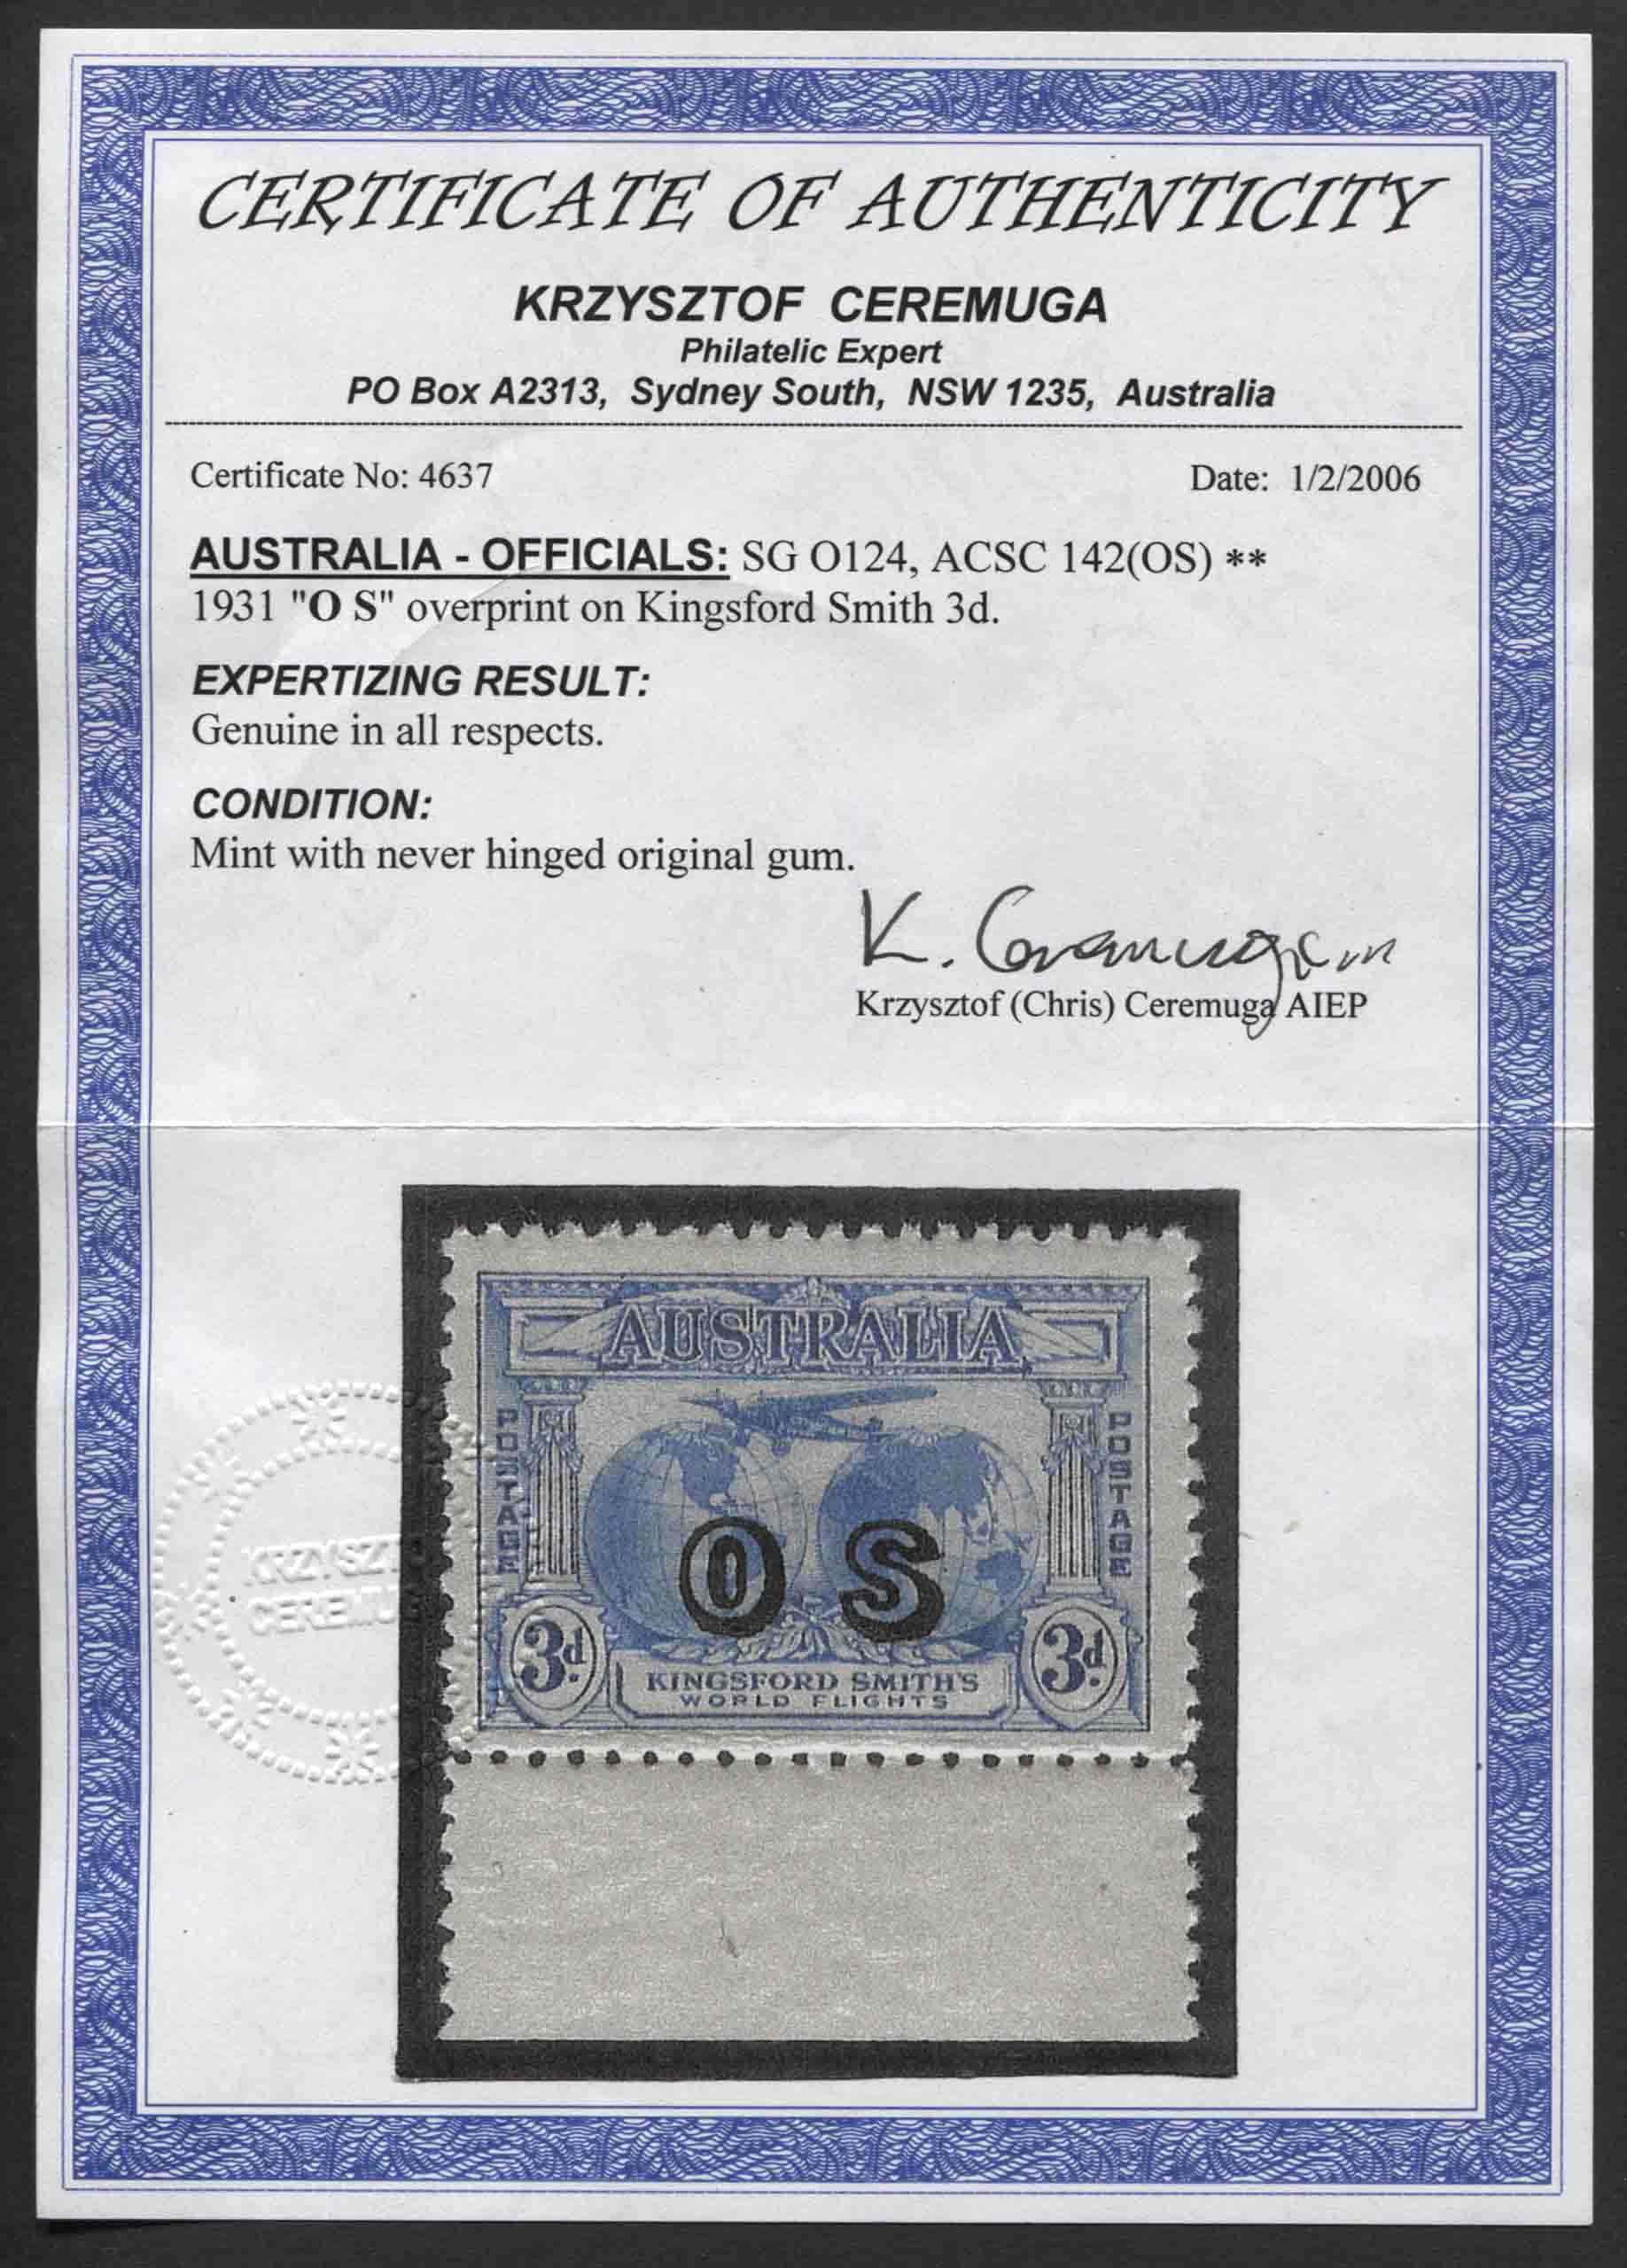 CERTIFICATE OF AUTHENTICITY
KRZYSZTOF CEREMUGA
Philatelic Expert
PO Box A2313, Sydney South, NSW 1235, Australia
Certificate No: 4637 Date: 1/2/2006
AUSTRALIA - OFFICIALS: SG O124, ACSC 142(OS) **
1931 "O S" overprint on Kingsford Smith 3d.
EXPERTIZING RESULT:
Genuine in all respects.
CONDITION:
Mint with never hinged original gum.
K. Ceremuga
Krzysztof (Chris) Ceremuga AIEP
AUSTRALIA
POSTAGE
POSTAGE
O S
3d.
3d.
KINGSFORD SMITH'S
WORLD FLIGHTS